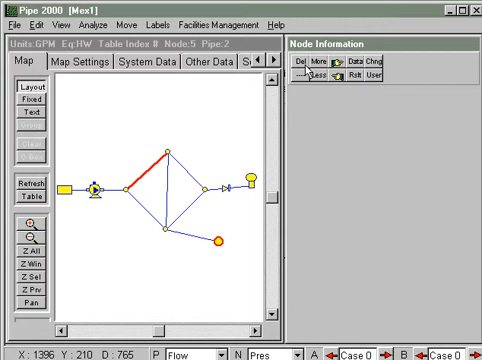 Pipe 2000 - [Mex1]
File Edit View Analyze Move Labels Facilities Management Help
Units:GPM Eq:HW Table Index # Node:5 Pipe:2
Map Map Settings System Data Other Data
Layout
Fixed
Text
Clear
Refresh
Table
Z All
Z Win
Z Sel
Z Prv
Pan
Node Information
Del More Data Chng
Less Rslt User
X : 1396 Y : 210 D : 765 P Flow N Pres A Case 0 B Case 0